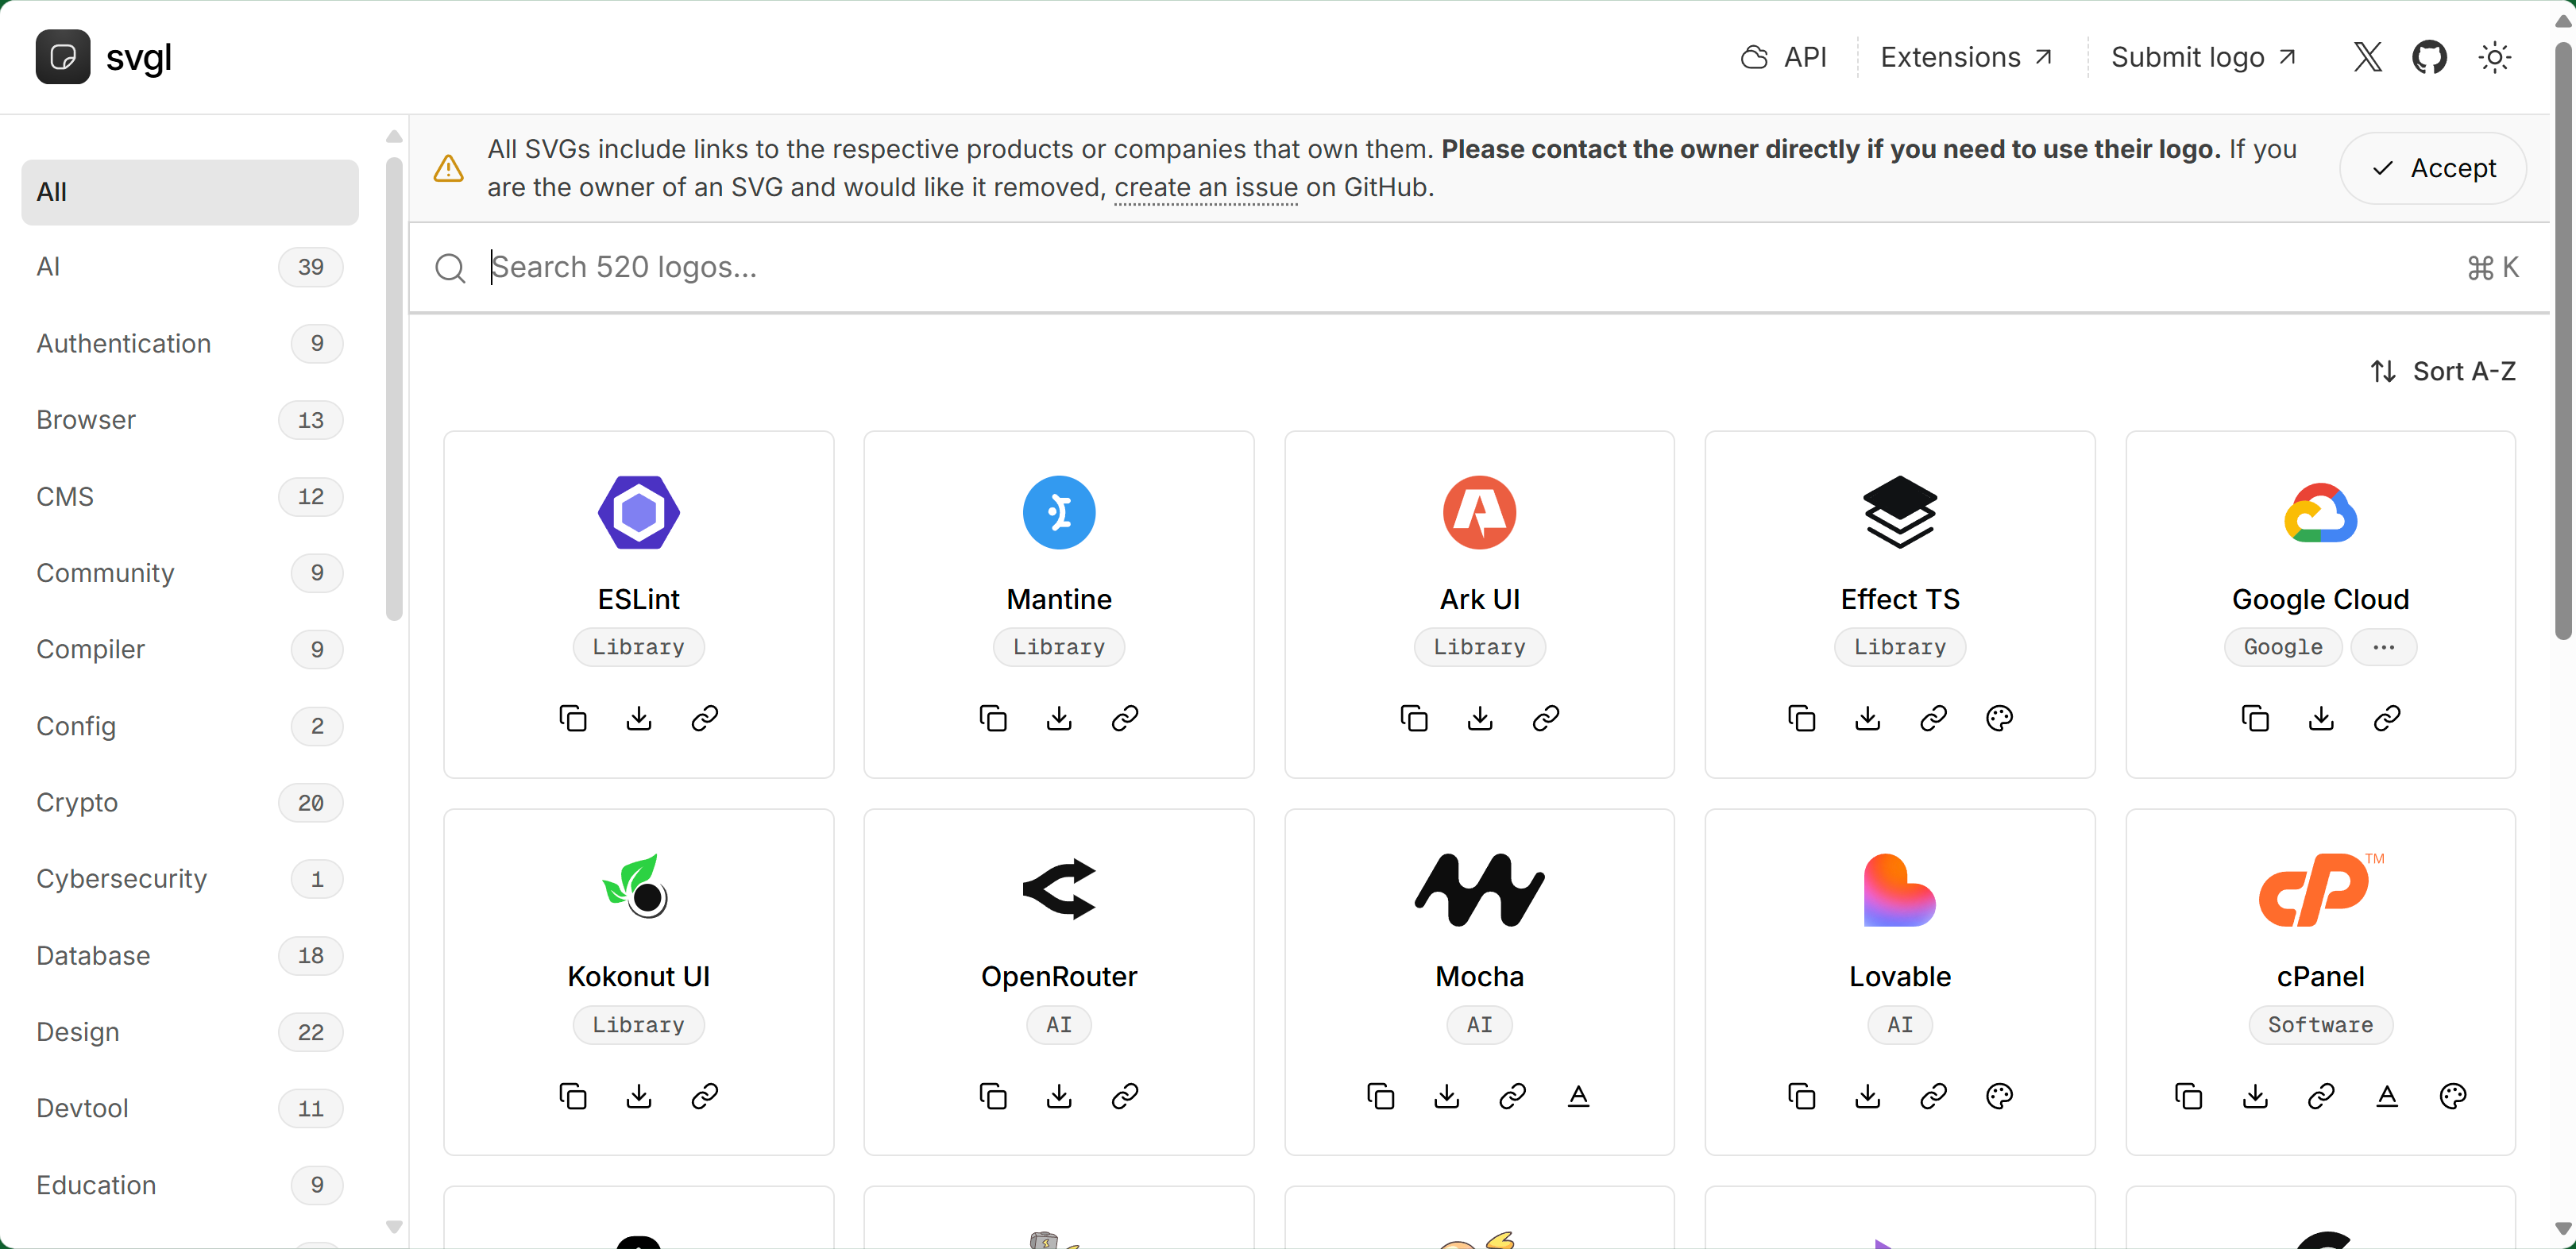 svgl
API
Extensions
Submit logo
All
AI 39
Authentication 9
Browser 13
CMS 12
Community 9
Compiler 9
Config 2
Crypto 20
Cybersecurity 1
Database 18
Design 22
Devtool 11
Education 9
All SVGs include links to the respective products or companies that own them. Please contact the owner directly if you need to use their logo. If you
are the owner of an SVG and would like it removed, create an issue on GitHub.
Accept
Search 520 logos...
⌘ K
Sort A-Z
ESLint
Library
Mantine
Library
Ark UI
Library
Effect TS
Library
Google Cloud
Google ...
Kokonut UI
Library
OpenRouter
AI
Mocha
AI
Lovable
AI
cP TM
cPanel
Software